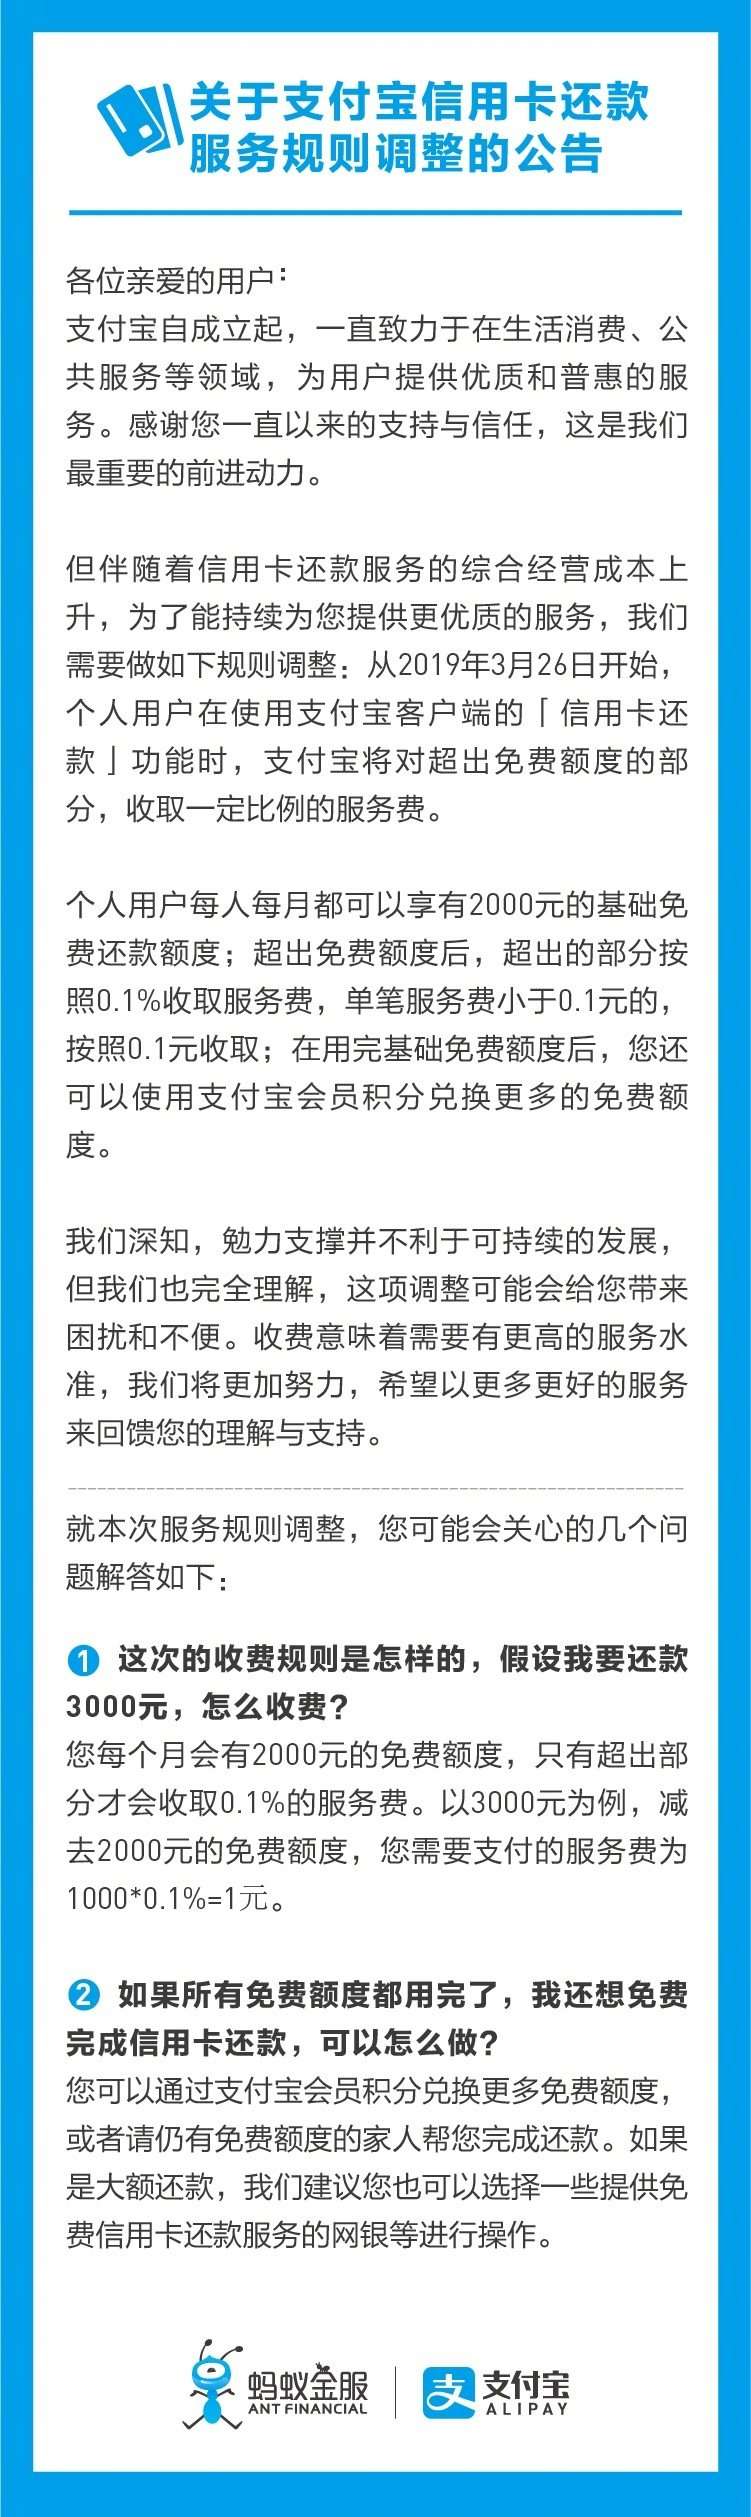 关于支付宝信用卡还款
服务规则调整的公告
各位亲爱的用户：
支付宝自成立起，一直致力于在生活消费、公
共服务等领域，为用户提供优质和普惠的服
务。感谢您一直以来的支持与信任，这是我们
最重要的前进动力。
但伴随着信用卡还款服务的综合经营成本上
升，为了能持续为您提供更优质的服务，我们
需要做如下规则调整：从2019年3月26日开始，
个人用户在使用支付宝客户端的「信用卡还
款」功能时，支付宝将对超出免费额度的部
分，收取一定比例的服务费。
个人用户每人每月都可以享有2000元的基础免
费还款额度；超出免费额度后，超出的部分按
照0.1%收取服务费，单笔服务费小于0.1元的，
按照0.1元收取；在用完基础免费额度后，您还
可以使用支付宝会员积分兑换更多的免费额
度。
我们深知，勉力支撑并不利于可持续的发展，
但我们也完全理解，这项调整可能会给您带来
困扰和不便。收费意味着需要有更高的服务水
准，我们将更加努力，希望以更多更好的服务
来回馈您的理解与支持。
就本次服务规则调整，您可能会关心的几个问
题解答如下：
1 这次的收费规则是怎样的，假设我要还款
3000元，怎么收费？
您每个月会有2000元的免费额度，只有超出部
分才会收取0.1%的服务费。以3000元为例，减
去2000元的免费额度，您需要支付的服务费为
1000*0.1%=1元。
2 如果所有免费额度都用完了，我还想免费
完成信用卡还款，可以怎么做？
您可以通过支付宝会员积分兑换更多免费额度，
或者请仍有免费额度的家人帮您完成还款。如果
是大额还款，我们建议您也可以选择一些提供免
费信用卡还款服务的网银等进行操作。
蚂蚁金服
ANT FINANCIAL
支 支付宝
ALIPAY